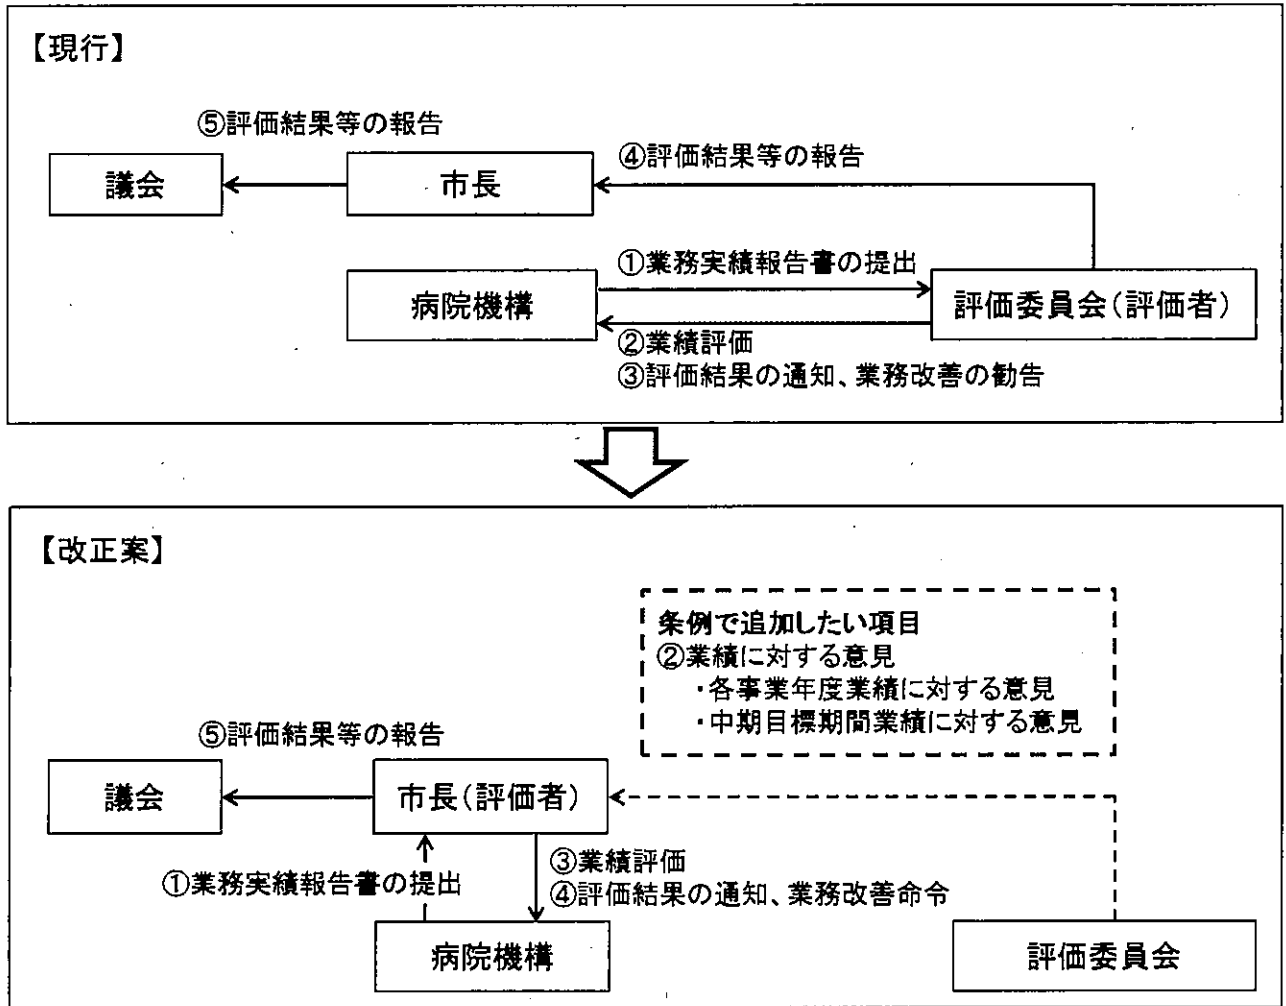 【現行】
⑤評価結果等の報告
④評価結果等の報告
議会
市長
①業務実績報告書の提出
病院機構
評価委員会(評価者)
②業績評価
③評価結果の通知、業務改善の勧告
【改正案】
条例で追加したい項目
②業績に対する意見
・各事業年度業績に対する意見
・中期目標期間業績に対する意見
⑤評価結果等の報告
議会
市長(評価者)
③業績評価
①業務実績報告書の提出
④評価結果の通知、業務改善命令
病院機構
評価委員会